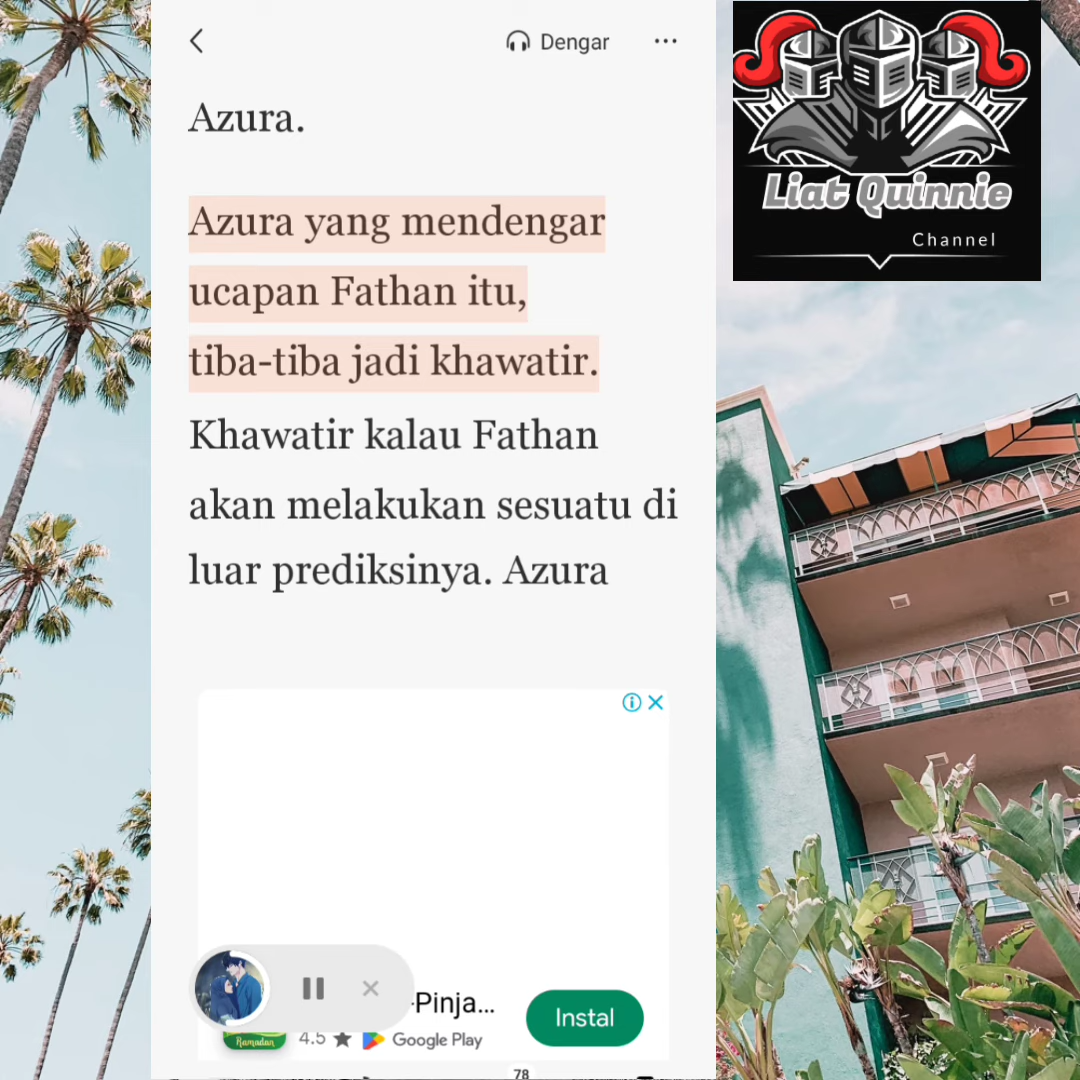 Dengar
Liat Quinnie
Channel
Azura.
Azura yang mendengar
ucapan Fathan itu,
tiba-tiba jadi khawatir.
Khawatir kalau Fathan
akan melakukan sesuatu di
luar prediksinya. Azura
-Pinja...
Instal
Ramadan
4.5
Google Play
78